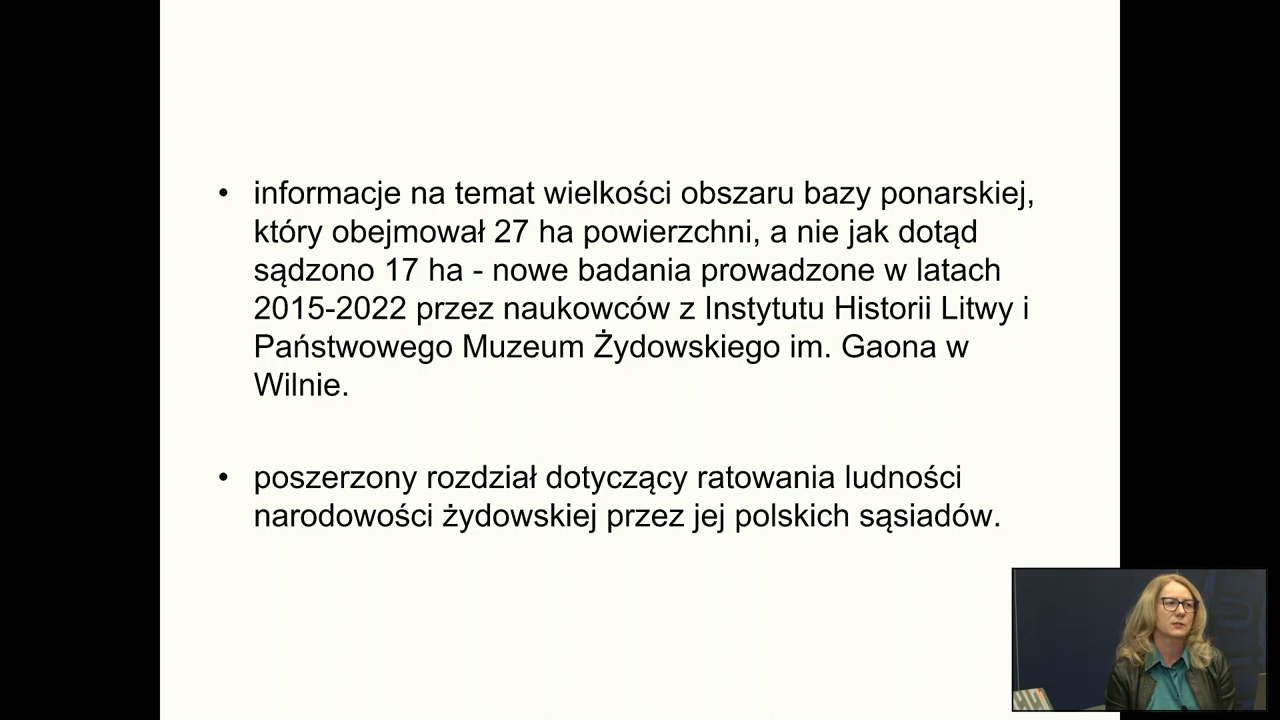 • informacje na temat wielkości obszaru bazy ponarskiej,
który obejmował 27 ha powierzchni, a nie jak dotąd
sądzono 17 ha - nowe badania prowadzone w latach
2015-2022 przez naukowców z Instytutu Historii Litwy i
Państwowego Muzeum Żydowskiego im. Gaona w
Wilnie.
• poszerzony rozdział dotyczący ratowania ludności
narodowości żydowskiej przez jej polskich sąsiadów.